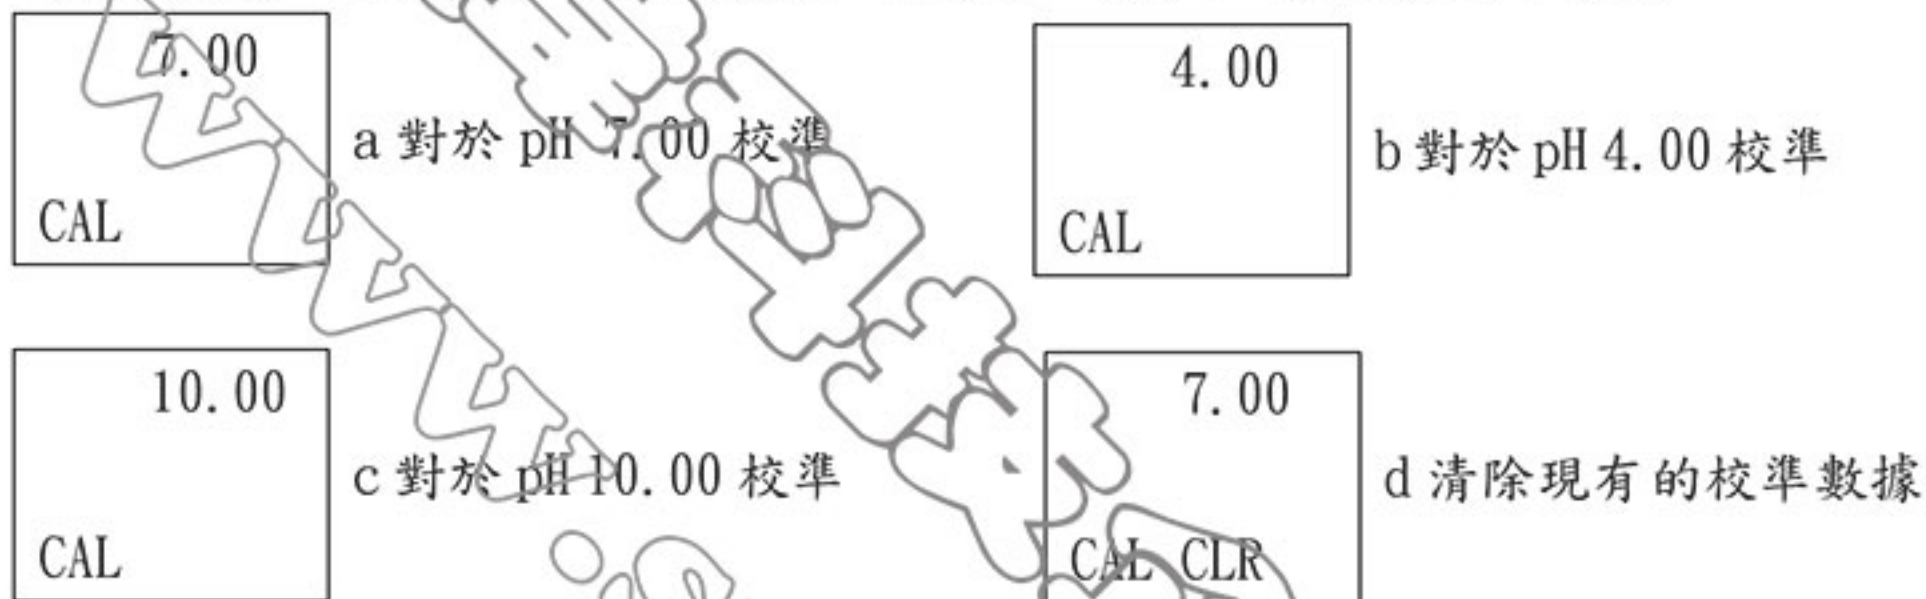 7.00
CAL
a 對於 pH 7.00 校準
4.00
CAL
b 對於 pH 4.00 校準
10.00
CAL
c 對於 pH 10.00 校準
7.00
CAL CLR
d 清除現有的校準數據